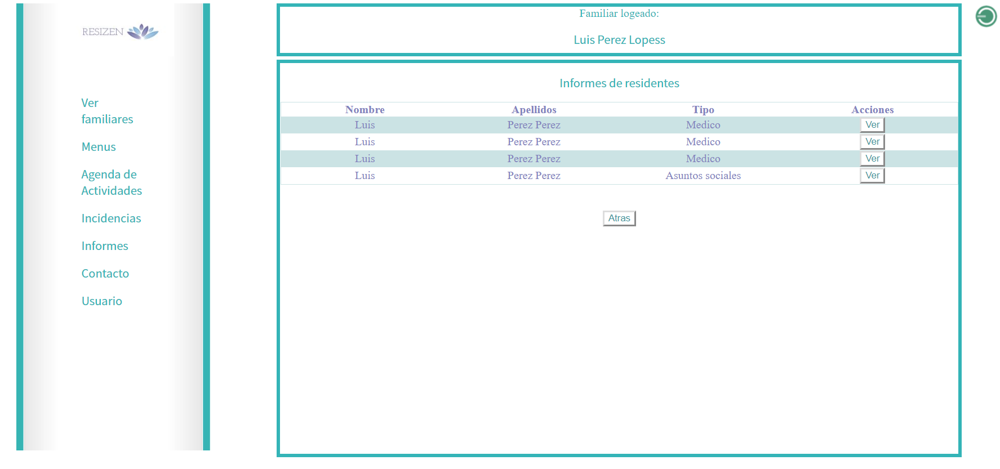 RESIZEN
Ver
familiares
Menus
Agenda de
Actividades
Incidencias
Informes
Contacto
Usuario
Familiar logeado:
Luis Perez Lopess
Informes de residentes
Nombre Apellidos Tipo Acciones
Luis Perez Perez Medico Ver
Luis Perez Perez Medico Ver
Luis Perez Perez Medico Ver
Luis Perez Perez Asuntos sociales Ver
Atras